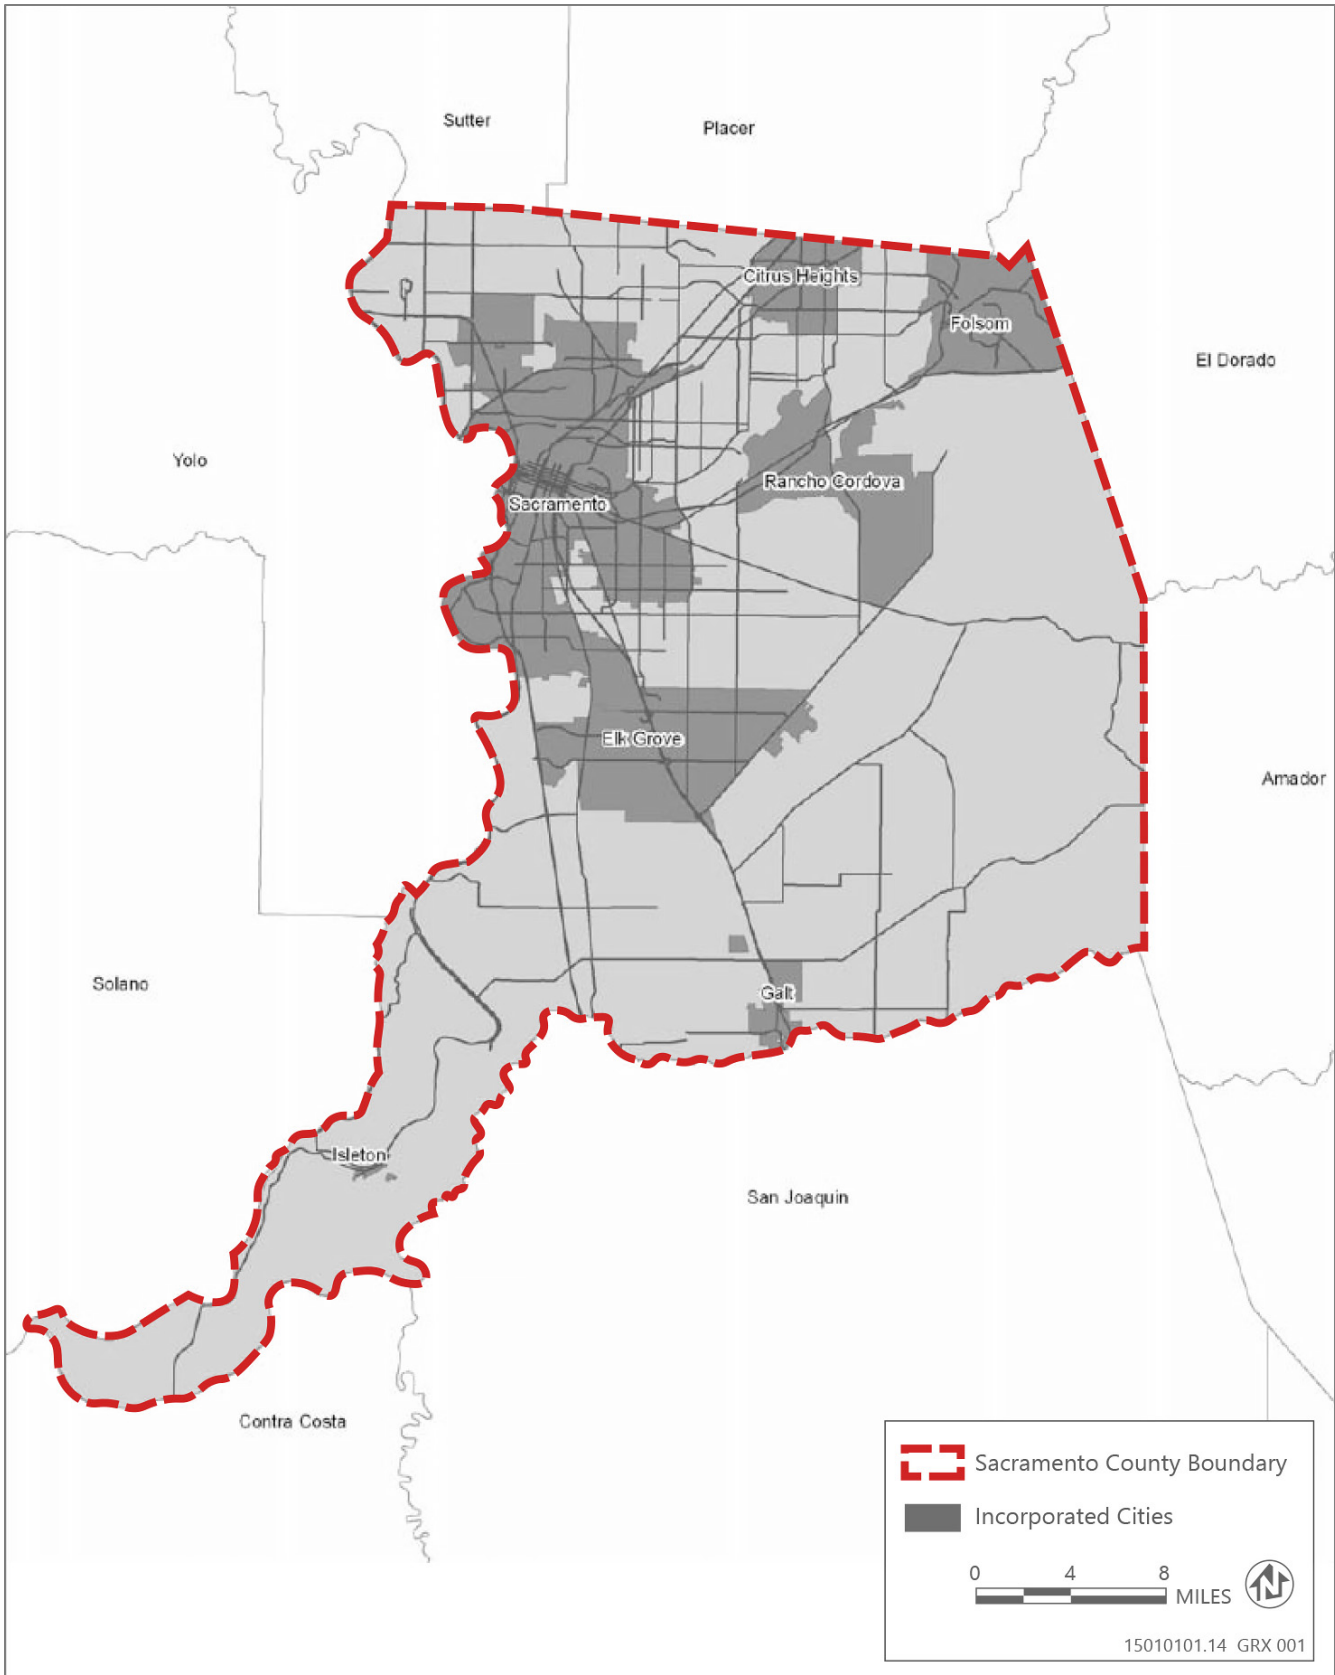 Sutter
Placer
Citrus Heights
Folsom
El Dorado
Yolo
Rancho Cordova
Sacramento
Elk Grove
Amador
Solano
Galt
Isleton
San Joaquin
Contra Costa
Sacramento County Boundary
Incorporated Cities
0 4 8
MILES
N
15010101.14 GRX 001